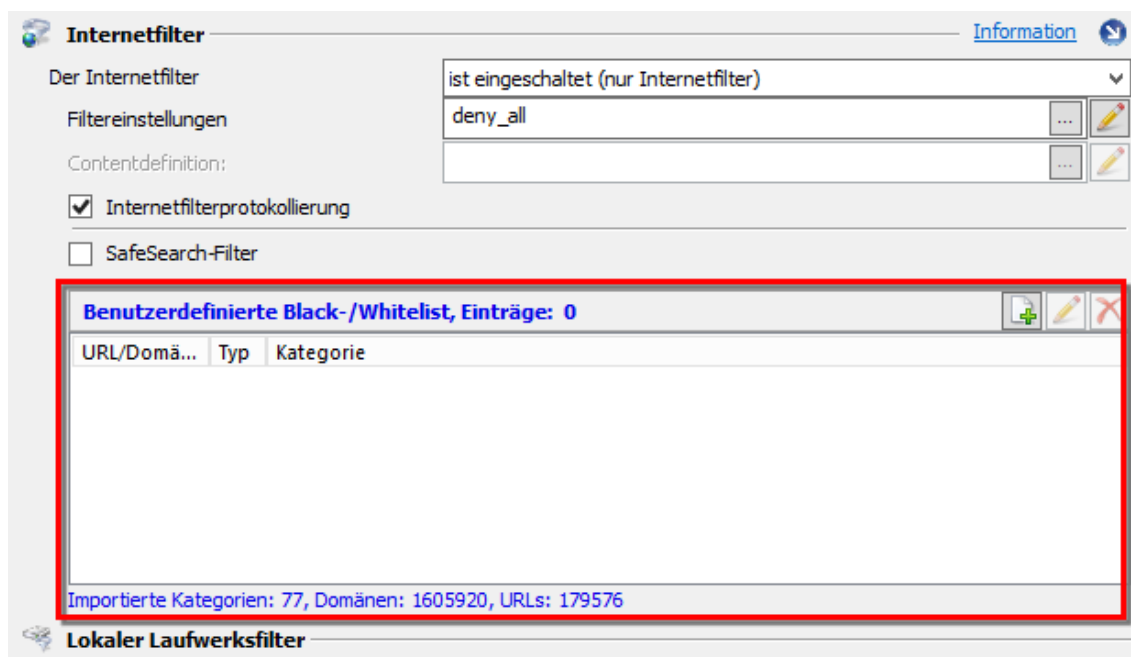 Internetfilter Information
Der Internetfilter ist eingeschaltet (nur Internetfilter)
Filtereinstellungen deny_all ...
Contentdefinition: ...
Internetfilterprotokollierung
SafeSearch-Filter
Benutzerdefinierte Black-/Whitelist, Einträge: 0
URL/Domä... Typ Kategorie
Importierte Kategorien: 77, Domänen: 1605920, URLs: 179576
Lokaler Laufwerksfilter